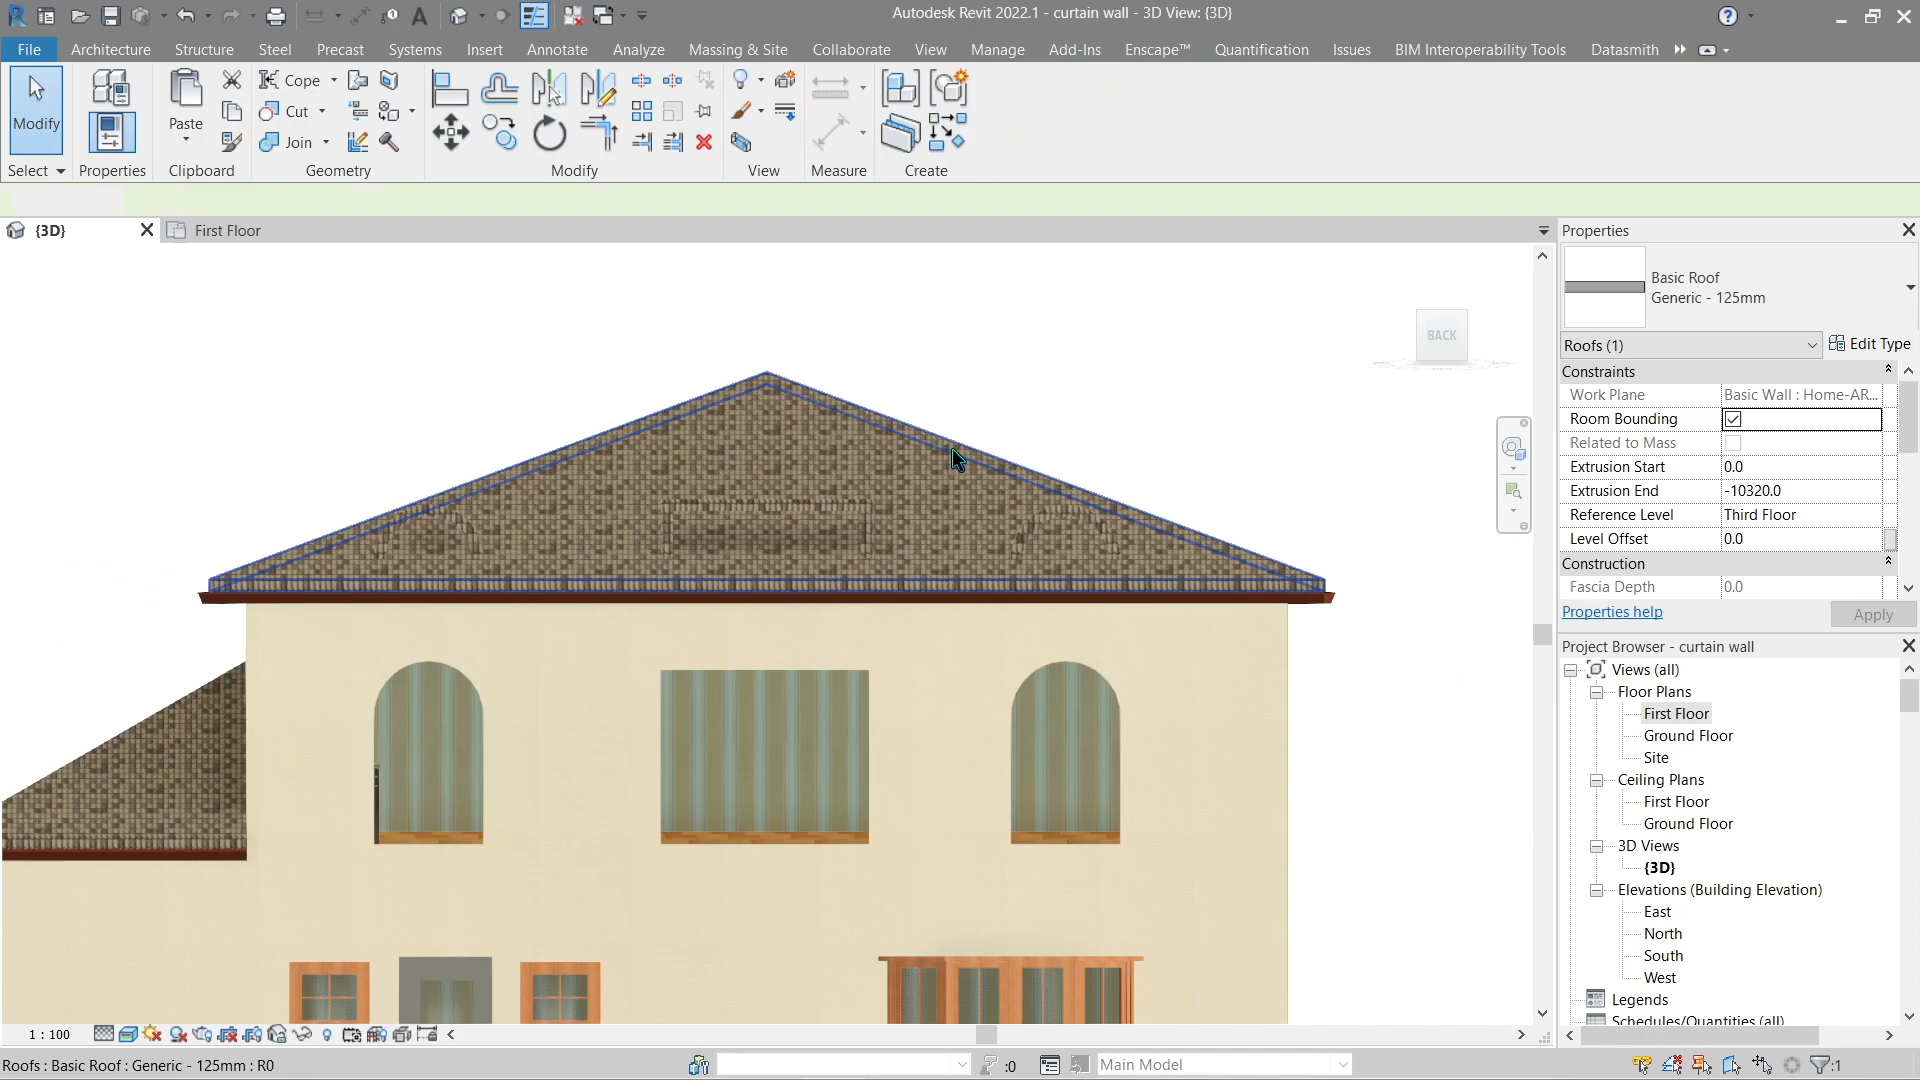 Autodesk Revit 2022.1 - curtain wall - 3D View: {3D}
File Architecture Structure Steel Precast Systems Insert Annotate Analyze Massing & Site Collaborate View Manage Add-Ins Enscape™ Quantification Issues BIM Interoperability Tools Datasmith
Modify Paste Cope
Cut
Join
Select Properties Clipboard Geometry Modify View Measure Create
{3D} First Floor
BACK
Properties
Basic Roof
Generic - 125mm
Roofs (1) Edit Type
Constraints
Work Plane Basic Wall : Home-AR...
Room Bounding
Related to Mass
Extrusion Start 0.0
Extrusion End -10320.0
Reference Level Third Floor
Level Offset 0.0
Construction
Fascia Depth 0.0
Properties help Apply
Project Browser - curtain wall
Views (all)
Floor Plans
First Floor
Ground Floor
Site
Ceiling Plans
First Floor
Ground Floor
3D Views
{3D}
Elevations (Building Elevation)
East
North
South
West
Legends
Schedules/Quantities (all)
1 : 100
Roofs : Basic Roof : Generic - 125mm : R0 :0 Main Model :1